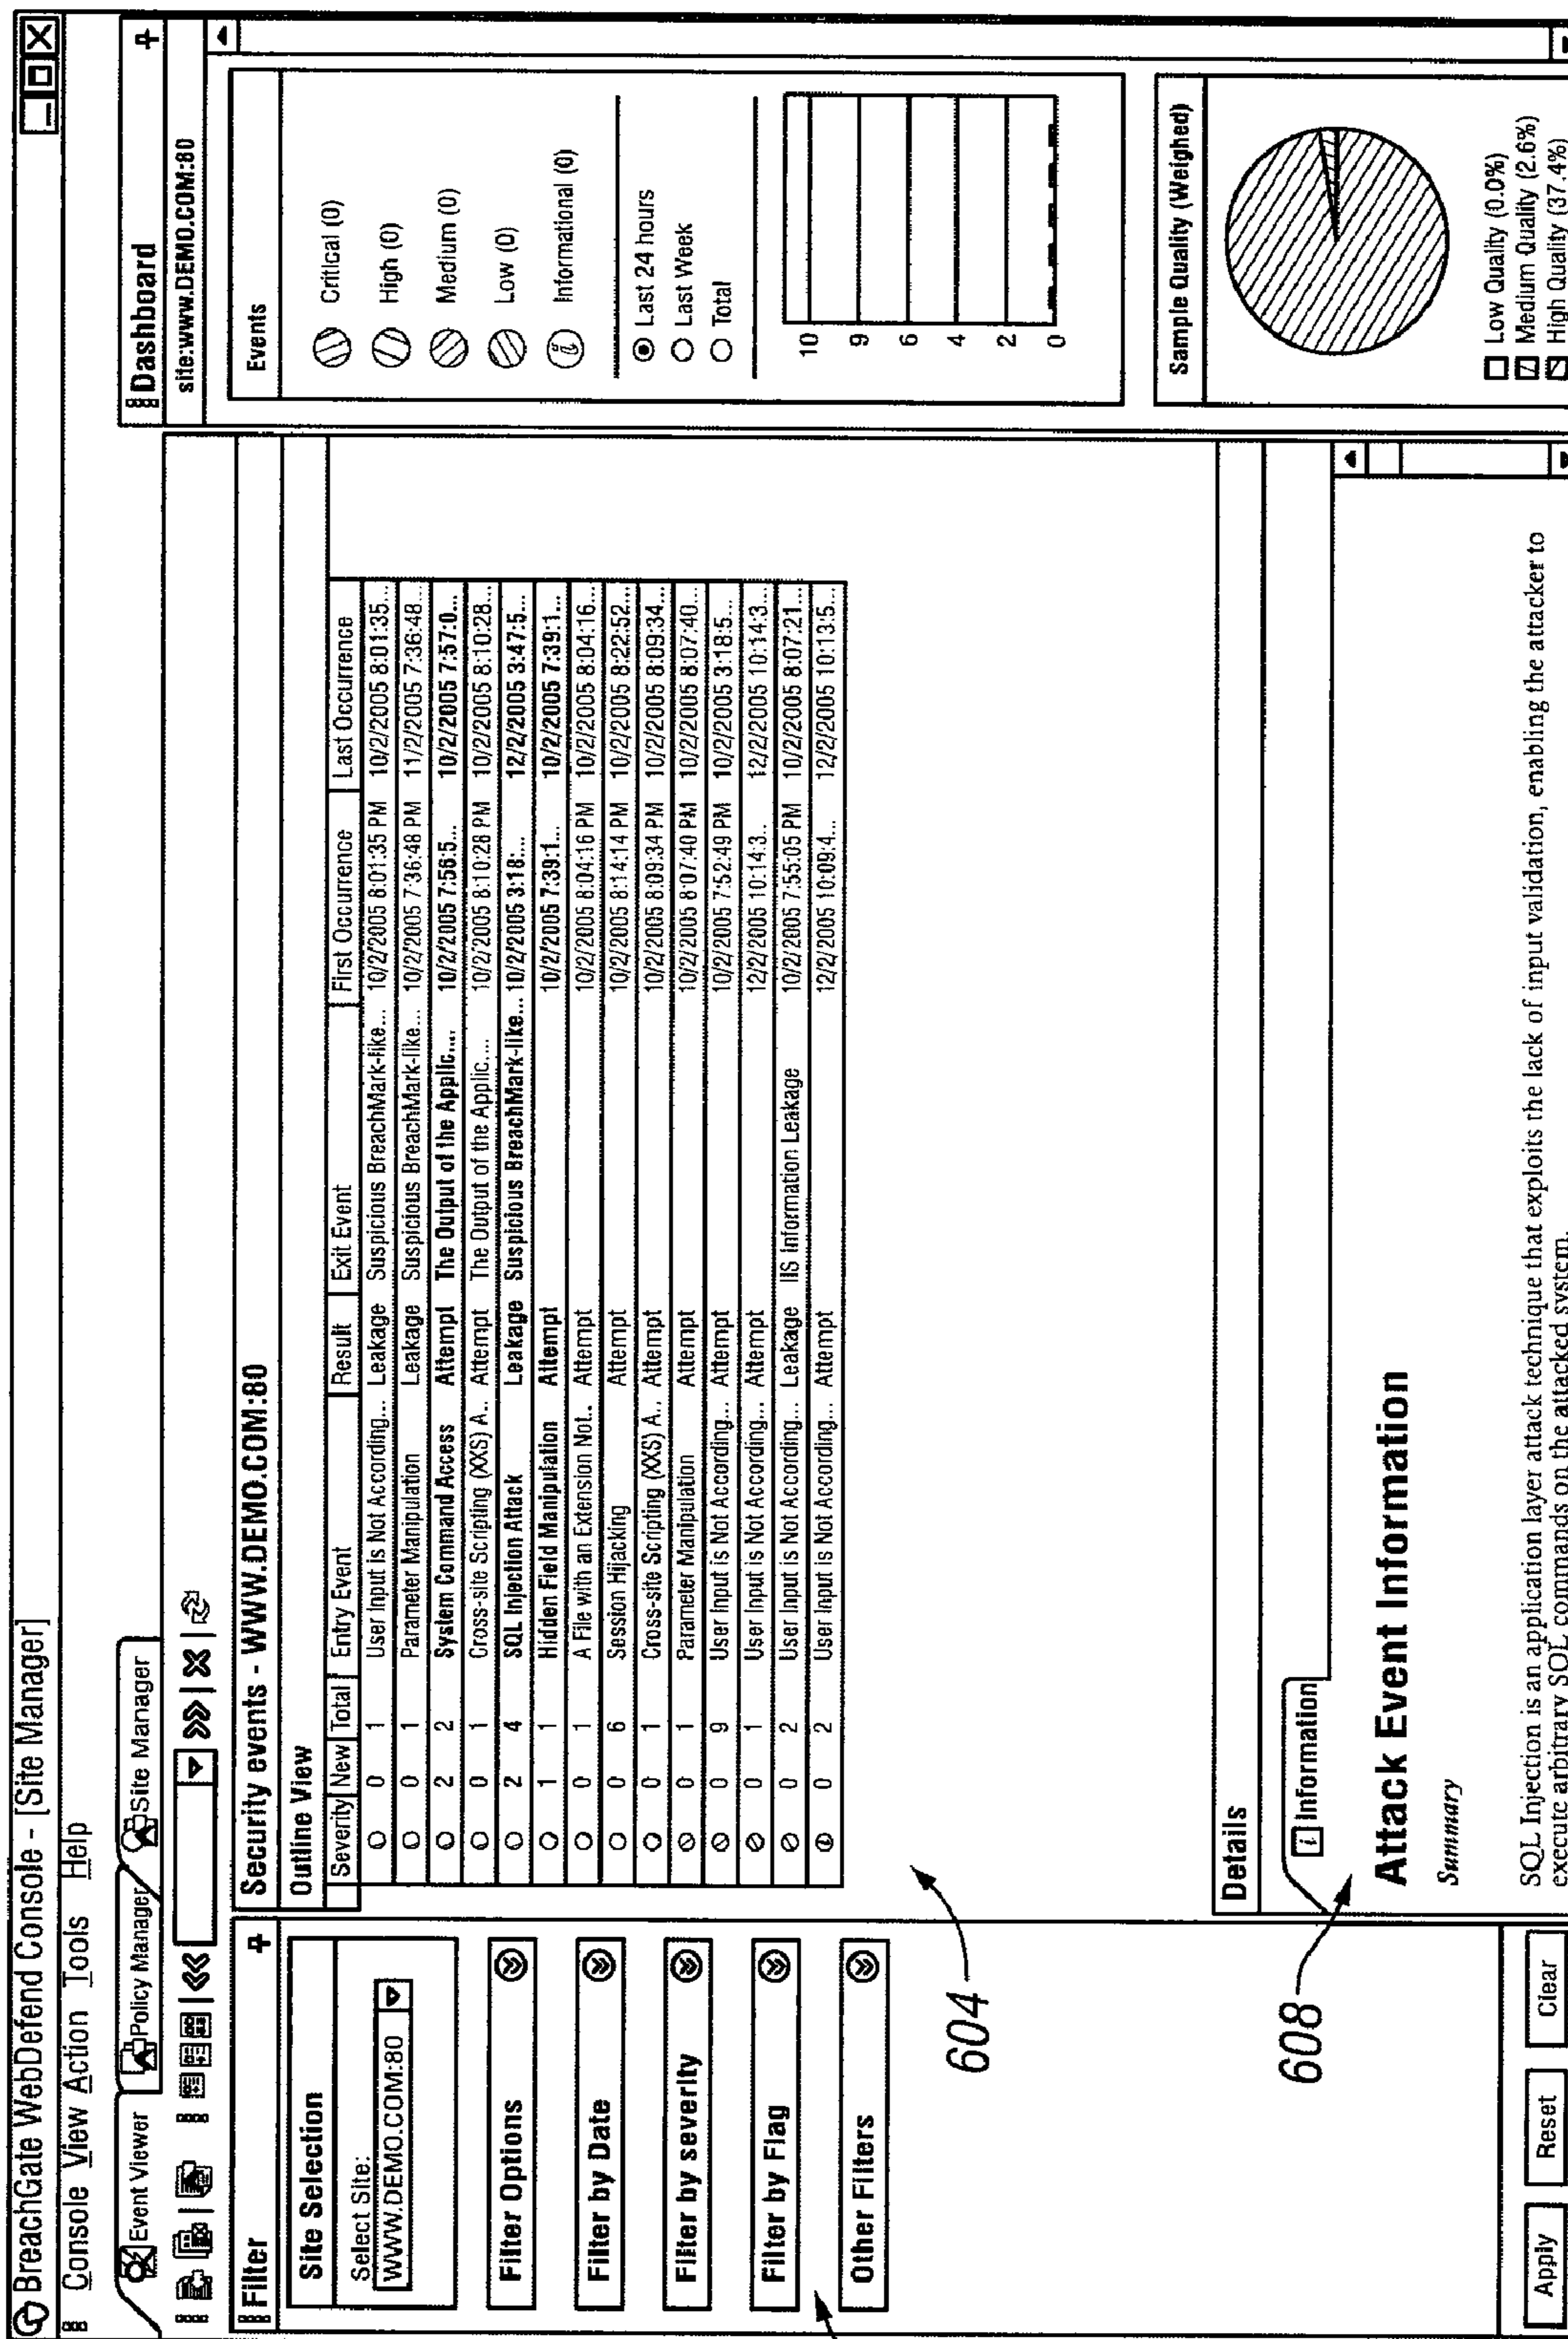 BreachGate WebDefend Console - [Site Manager]
Console View Action Tools Help
Event Viewer Policy Manager Site Manager
Filter
Site Selection
Select Site:
WWW.DEMO.COM:80
Filter Options
Filter by Date
Filter by severity
Filter by Flag
Other Filters
Apply Reset Clear
Security events - WWW.DEMO.COM:80
Outline View
Severity New Total Entry Event Result Exit Event First Occurrence Last Occurrence
0 1 User Input is Not According... Leakage Suspicious BreachMark-like... 10/2/2005 8:01:35 PM 10/2/2005 8:01:35...
0 1 Parameter Manipulation Leakage Suspicious BreachMark-like... 10/2/2005 7:36:48 PM 11/2/2005 7:36:48...
2 2 System Command Access Attempt The Output of the Applic.... 10/2/2005 7:56:5... 10/2/2005 7:57:0...
0 1 Cross-site Scripting (XXS) A.. Attempt The Output of the Applic.... 10/2/2005 8:10:28 PM 10/2/2005 8:10:28...
2 4 SQL Injection Attack Leakage Suspicious BreachMark-like... 10/2/2005 3:18:... 12/2/2005 3:47:5...
1 1 Hidden Field Manipulation Attempt 10/2/2005 7:39:1... 10/2/2005 7:39:1...
0 1 A File with an Extension Not.. Attempt 10/2/2005 8:04:16 PM 10/2/2005 8:04:16...
0 6 Session Hijacking Attempt 10/2/2005 8:14:14 PM 10/2/2005 8:22:52...
0 1 Cross-site Scripting (XXS) A.. Attempt 10/2/2005 8:09:34 PM 10/2/2005 8:09:34...
0 1 Parameter Manipulation Attempt 10/2/2005 8:07:40 PM 10/2/2005 8:07:40...
0 9 User Input is Not According... Attempt 10/2/2005 7:52:49 PM 10/2/2005 3:18:5...
0 1 User Input is Not According... Attempt 12/2/2005 10:14:3.. 12/2/2005 10:14:3...
0 2 User Input is Not According... Leakage IIS Information Leakage 10/2/2005 7:55:05 PM 10/2/2005 8:07:21...
0 2 User Input is Not According... Attempt 12/2/2005 10:09:4... 12/2/2005 10:13:5...
604
Details
Information
608
Attack Event Information
Summary
SQL Injection is an application layer attack technique that exploits the lack of input validation, enabling the attacker to
execute arbitrary SQL commands on the attacked system.
Dashboard
site:www.DEMO.COM:80
Events
Critical (0)
High (0)
Medium (0)
Low (0)
i Informational (0)
Last 24 hours
Last Week
Total
10
9
6
4
2
0
Sample Quality (Weighed)
Low Quality (0.0%)
Medium Quality (2.6%)
High Quality (37.4%)